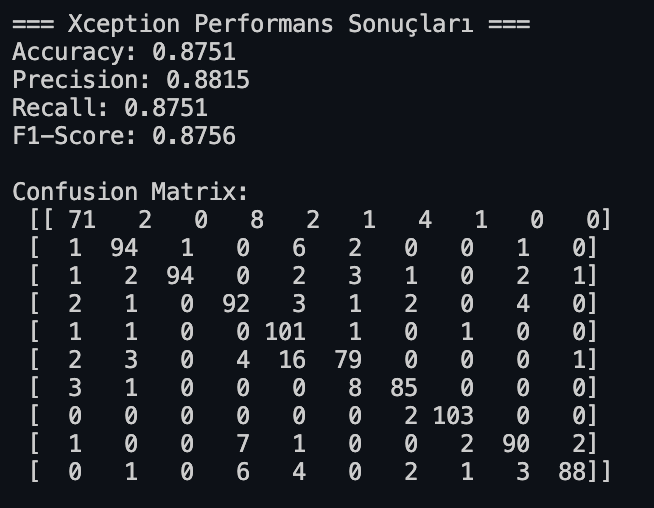 === Xception Performans Sonuçları ===
Accuracy: 0.8751
Precision: 0.8815
Recall: 0.8751
F1-Score: 0.8756

Confusion Matrix:
 [[ 71   2   0   8   2   1   4   1   0   0]
 [  1  94   1   0   6   2   0   0   1   0]
 [  1   2  94   0   2   3   1   0   2   1]
 [  2   1   0  92   3   1   2   0   4   0]
 [  1   1   0   0 101   1   0   1   0   0]
 [  2   3   0   4  16  79   0   0   0   1]
 [  3   1   0   0   0   8  85   0   0   0]
 [  0   0   0   0   0   0   2 103   0   0]
 [  1   0   0   7   1   0   0   2  90   2]
 [  0   1   0   6   4   0   2   1   3  88]]